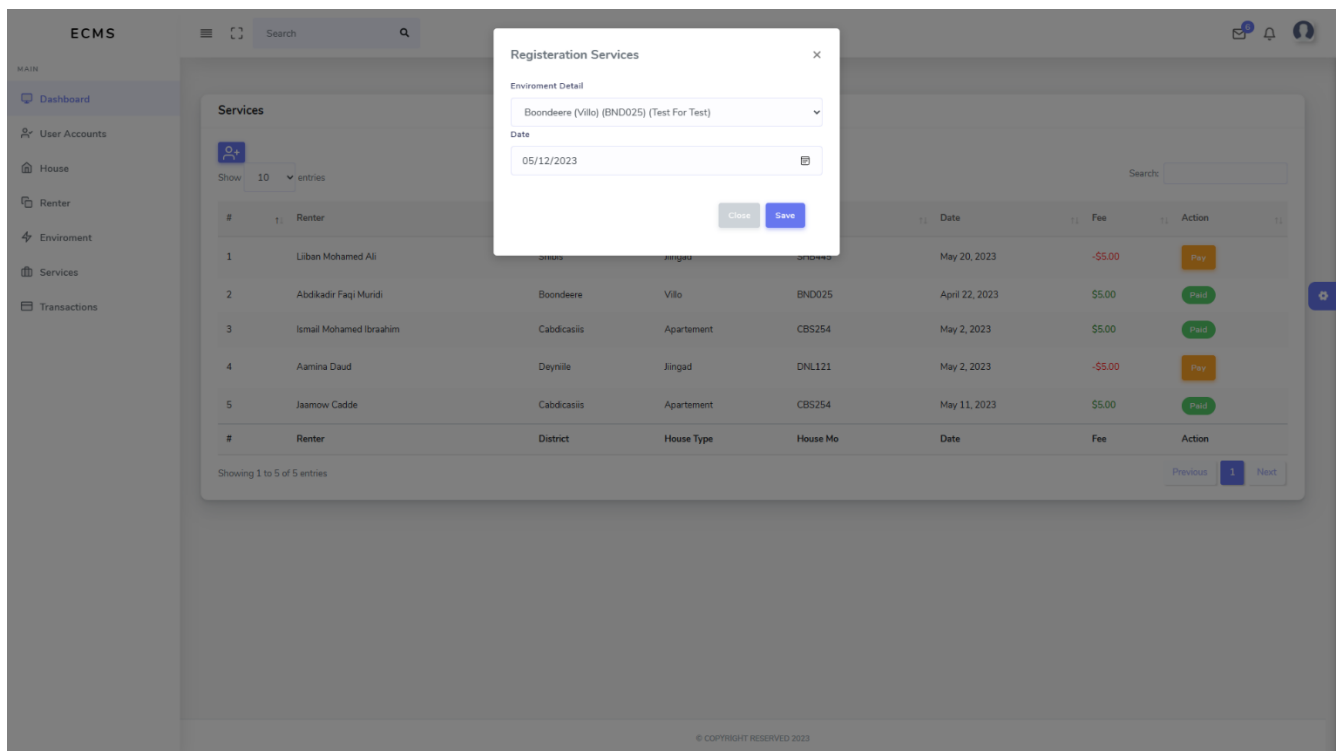 ECMS
Search
6
MAIN
Dashboard
User Accounts
House
Renter
Enviroment
Services
Transactions
Registeration Services
×
Enviroment Detail
Boondeere (Villo) (BND025) (Test For Test)
Date
05/12/2023
Close Save
Services
Show 10 entries
Search:
# Renter Date Fee Action
1 Liiban Mohamed Ali Shibis Jiingad SHB445 May 20, 2023 -$5.00 Pay
2 Abdikadir Faqi Muridi Boondeere Villo BND025 April 22, 2023 $5.00 Paid
3 Ismail Mohamed Ibraahim Cabdicasiis Apartement CBS254 May 2, 2023 $5.00 Paid
4 Aamina Daud Deyniile Jiingad DNL121 May 2, 2023 -$5.00 Pay
5 Jaamow Cadde Cabdicasiis Apartement CBS254 May 11, 2023 $5.00 Paid
# Renter District House Type House Mo Date Fee Action
Showing 1 to 5 of 5 entries
Previous 1 Next
© COPYRIGHT RESERVED 2023